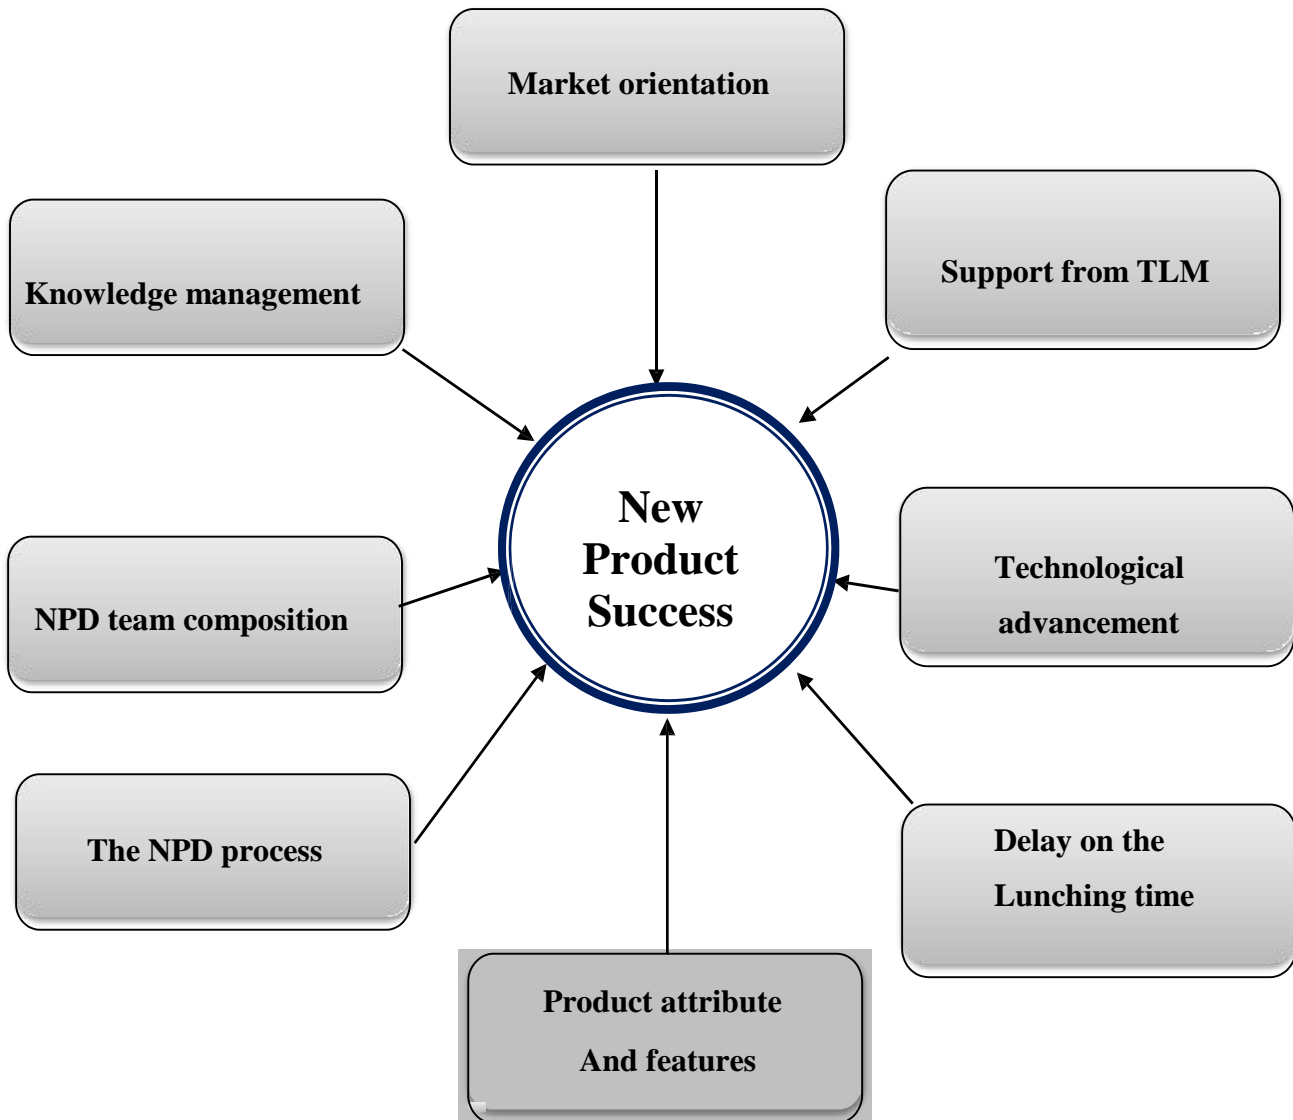 Market orientation
Support from TLM
Knowledge management
New
Product
Success
Technological
advancement
NPD team composition
The NPD process
Delay on the
Lunching time
Product attribute
And features